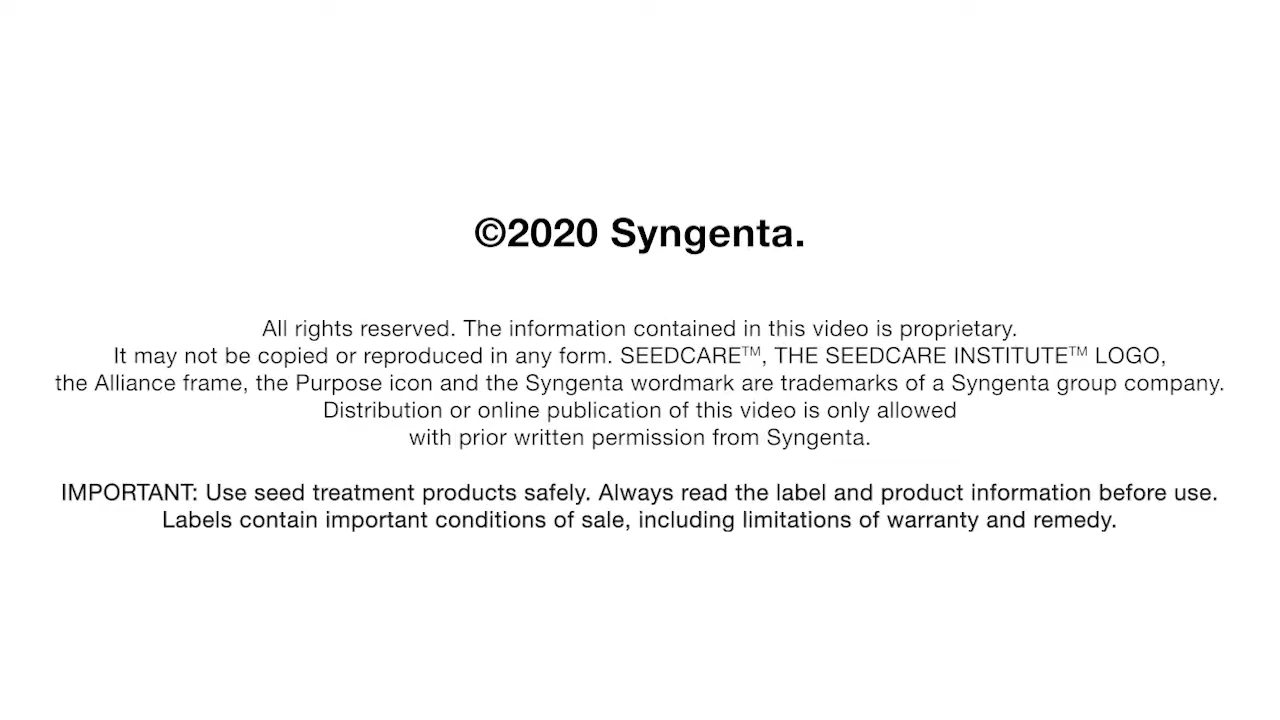 ©2020 Syngenta.
All rights reserved. The information contained in this video is proprietary.
It may not be copied or reproduced in any form. SEEDCARE™, THE SEEDCARE INSTITUTE™ LOGO,
the Alliance frame, the Purpose icon and the Syngenta wordmark are trademarks of a Syngenta group company.
Distribution or online publication of this video is only allowed
with prior written permission from Syngenta.
IMPORTANT: Use seed treatment products safely. Always read the label and product information before use.
Labels contain important conditions of sale, including limitations of warranty and remedy.